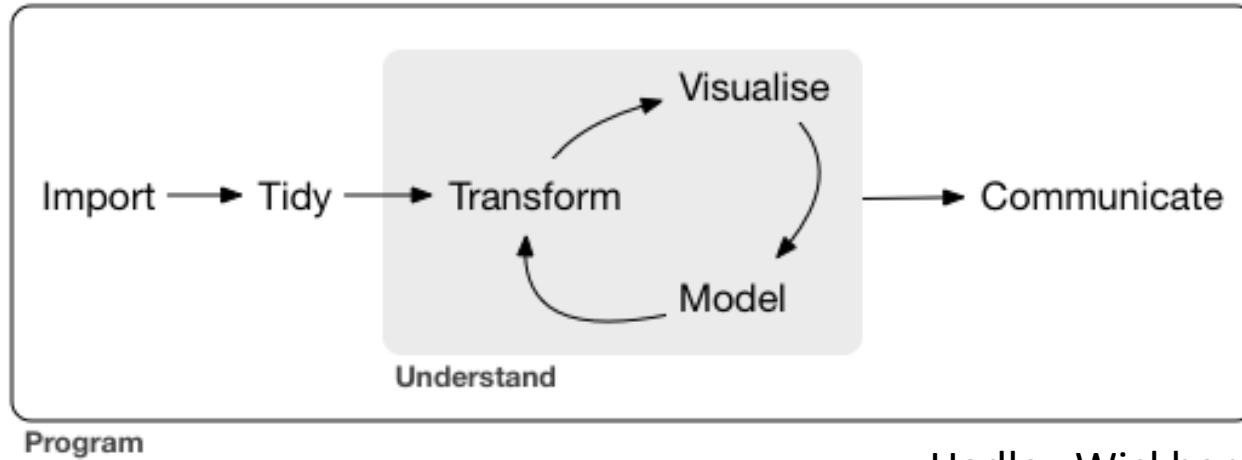 Visualise
Import Tidy Transform Communicate
Model
Understand
Program